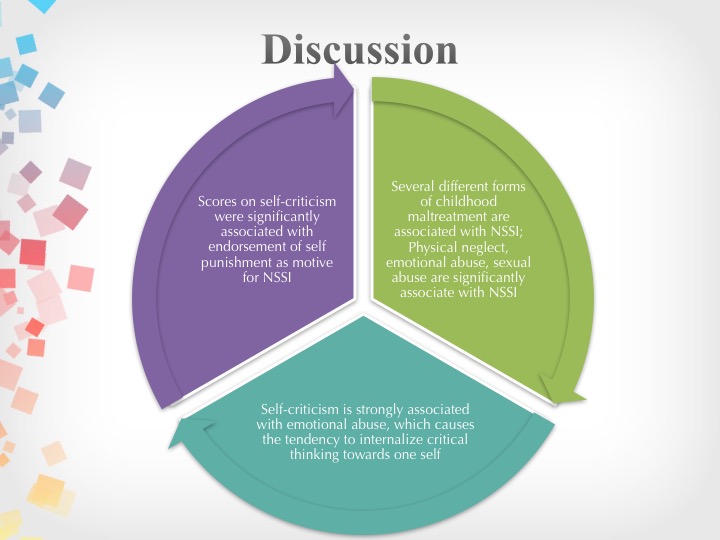 Discussion
Scores on self-criticism
were significantly
associated with
endorsement of self
punishment as motive
for NSSI
Several different forms
of childhood
maltreatment are
associated with NSSI;
Physical neglect,
emotional abuse, sexual
abuse are significantly
associate with NSSI
Self-criticism is strongly associated
with emotional abuse, which causes
the tendency to internalize critical
thinking towards one self